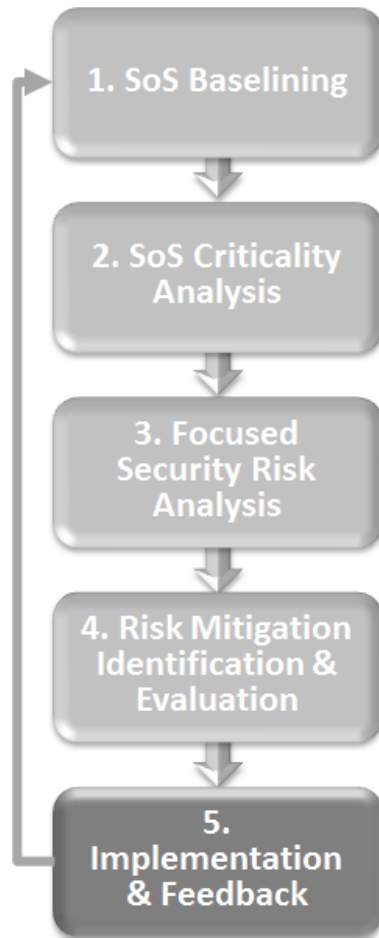 1. SoS Baselining
2. SoS Criticality
Analysis
3. Focused
Security Risk
Analysis
4. Risk Mitigation
Identification &
Evaluation
5.
Implementation
& Feedback